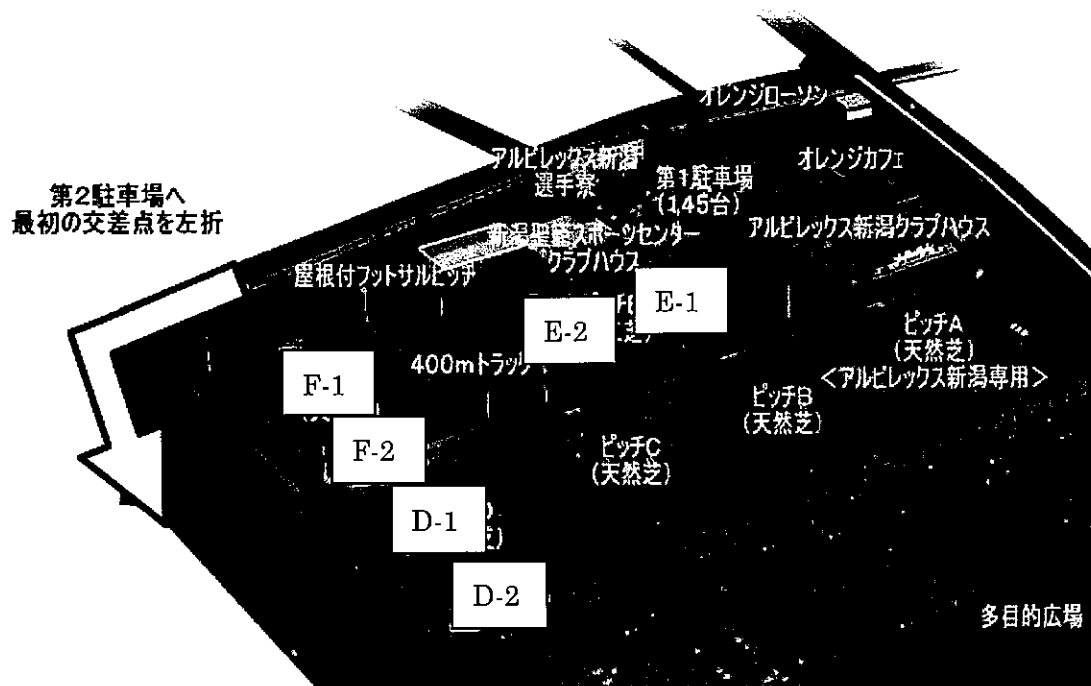 オレンジローソン
アルビレックス新潟
選手寮
第1駐車場
(145台)
オレンジカフェ
第2駐車場へ
最初の交差点を左折
新潟聖籠スポーツセンター
クラブハウス
アルビレックス新潟クラブハウス
屋根付フットサルピッチ
E-1
E-2
ピッチA
(天然芝)
<アルビレックス新潟専用>
400mトラック
F-1
ピッチB
(天然芝)
F-2
ピッチC
(天然芝)
D-1
D-2
多目的広場